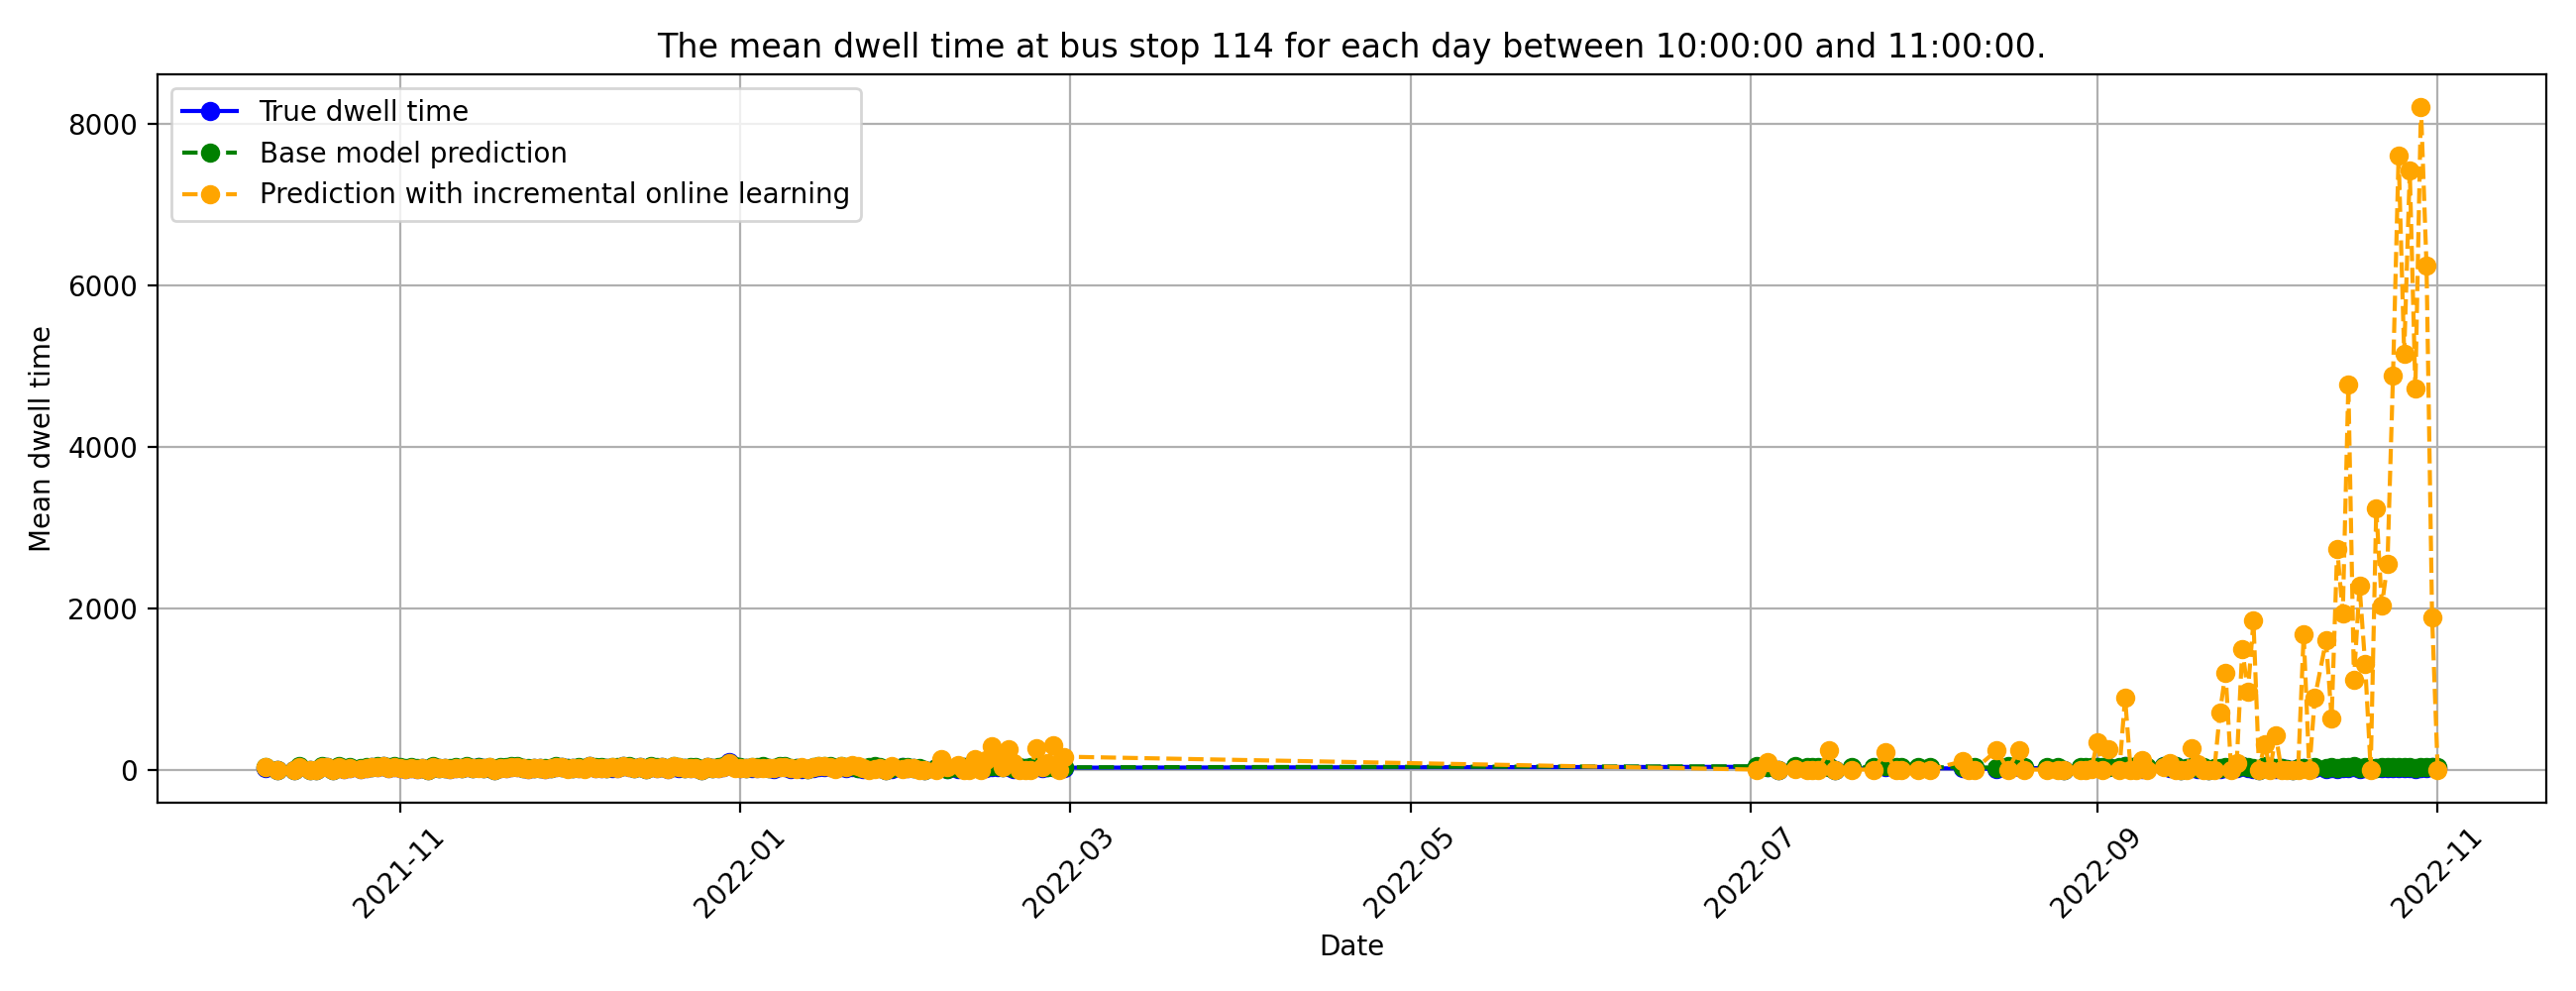 The mean dwell time at bus stop 114 for each day between 10:00:00 and 11:00:00.
True dwell time
Base model prediction
Prediction with incremental online learning
Mean dwell time
8000
6000
4000
2000
0
2021-11
2022-01
2022-03
2022-05
2022-07
2022-09
2022-11
Date